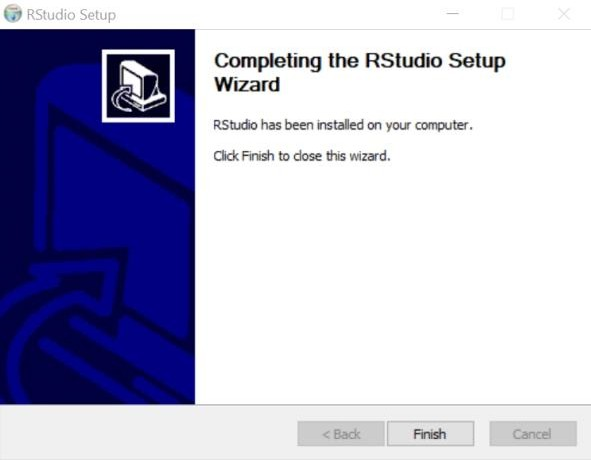 RStudio Setup
Completing the RStudio Setup
Wizard
RStudio has been installed on your computer.
Click Finish to close this wizard.
< Back
Finish
Cancel